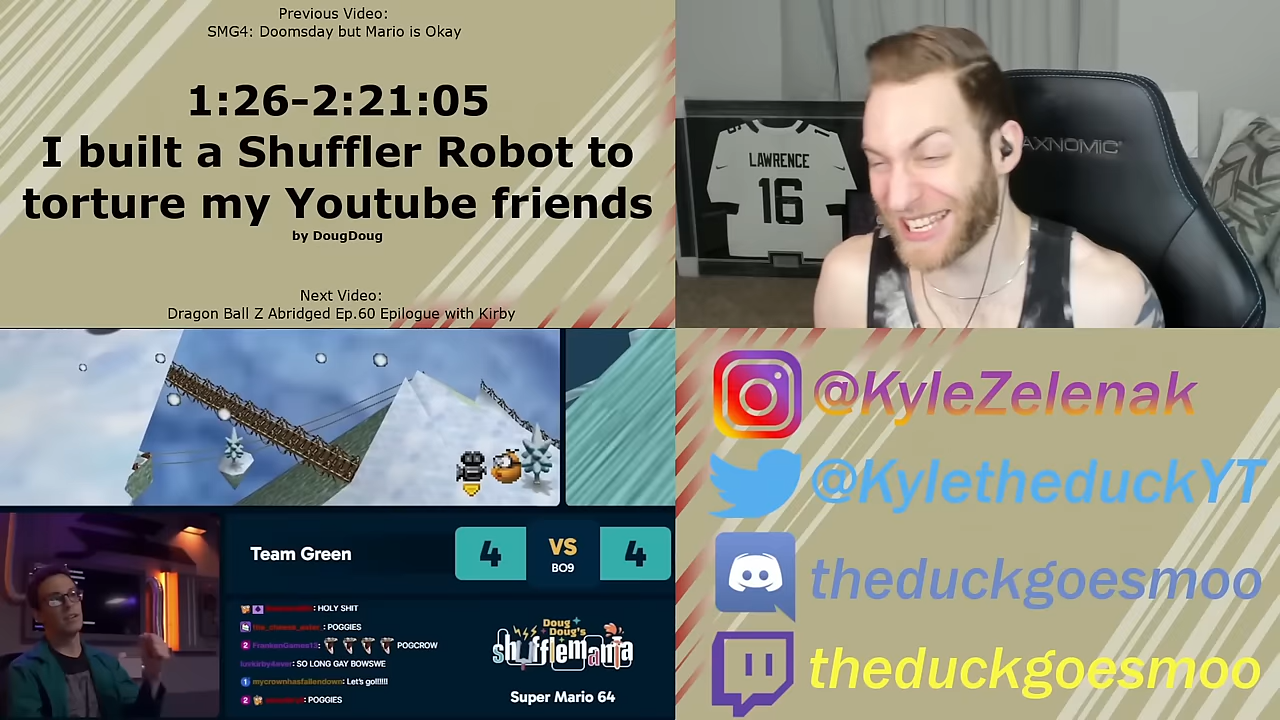 Previous Video:
SMG4: Doomsday but Mario is Okay
1:26-2:21:05
I built a Shuffler Robot to
torture my Youtube friends
by DougDoug
Next Video:
Dragon Ball Z Abridged Ep.60 Epilogue with Kirby
LAWRENCE
16
AXNOMIC
@KyleZelenak
@KyletheduckYT
theduckgoesmoo
theduckgoesmoo
Team Green
4
VS
BO9
4
: HOLY SHIT
: POGGIES
FrankenGames13: POGCROW
luvkirby4ever: SO LONG GAY BOWSWE
mycrownhasfallendown: Let's go!!!!!!
: POGGIES
Doug
Doug's
shufflemania
Super Mario 64